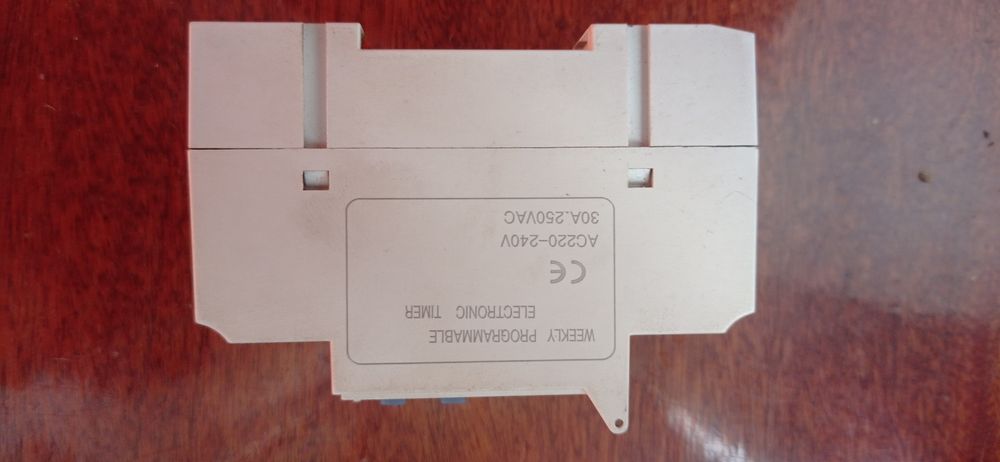 WEEKLY PROGRAMMABLE
ELECTRONIC TIMER
CE
AC220-240V
30A.250VAC